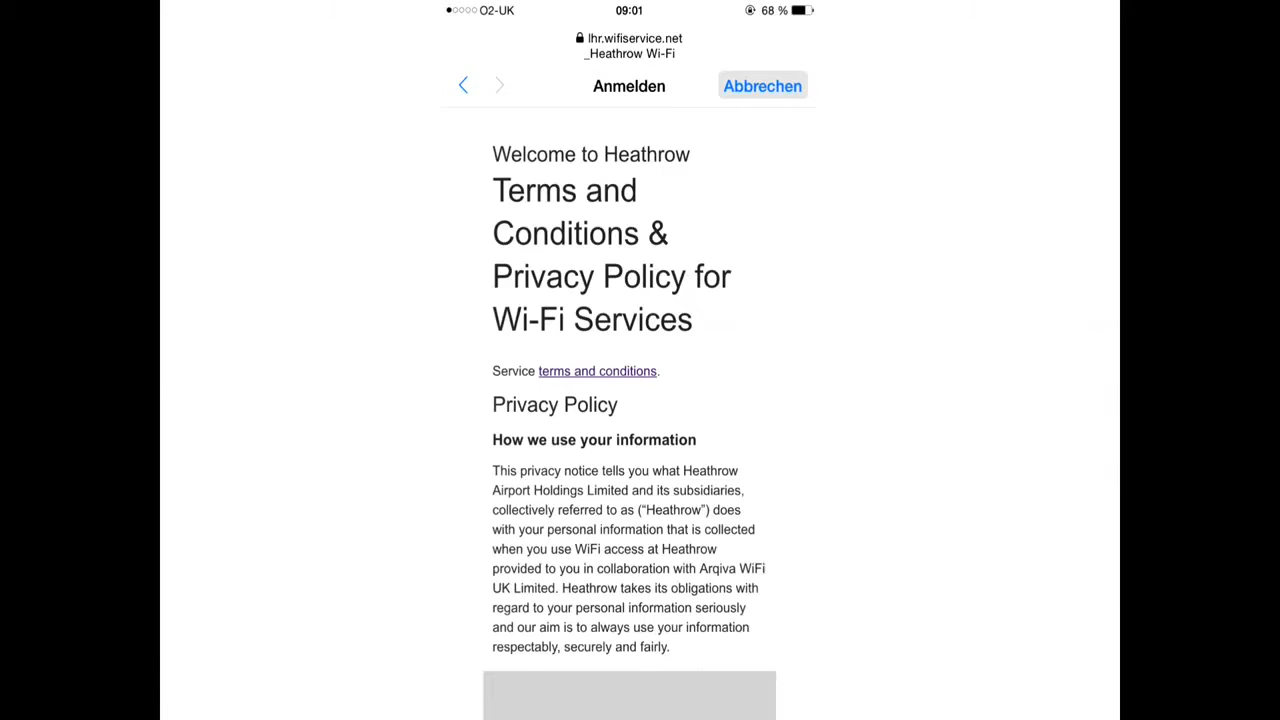 O2-UK 09:01 68 %
lhr.wifiservice.net
_Heathrow Wi-Fi
Anmelden Abbrechen
Welcome to Heathrow
Terms and
Conditions &
Privacy Policy for
Wi-Fi Services
Service terms and conditions.
Privacy Policy
How we use your information
This privacy notice tells you what Heathrow
Airport Holdings Limited and its subsidiaries,
collectively referred to as (“Heathrow”) does
with your personal information that is collected
when you use WiFi access at Heathrow
provided to you in collaboration with Arqiva WiFi
UK Limited. Heathrow takes its obligations with
regard to your personal information seriously
and our aim is to always use your information
respectably, securely and fairly.